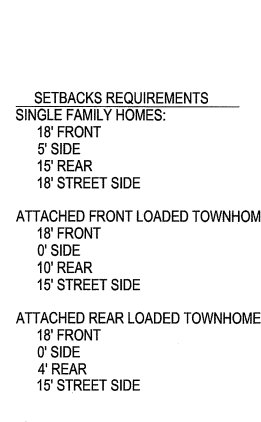 SETBACKS REQUIREMENTS
SINGLE FAMILY HOMES:
18' FRONT
5' SIDE
15' REAR
18' STREET SIDE
ATTACHED FRONT LOADED TOWNHOM
18' FRONT
0' SIDE
10' REAR
15' STREET SIDE
ATTACHED REAR LOADED TOWNHOME
18' FRONT
0' SIDE
4' REAR
15' STREET SIDE